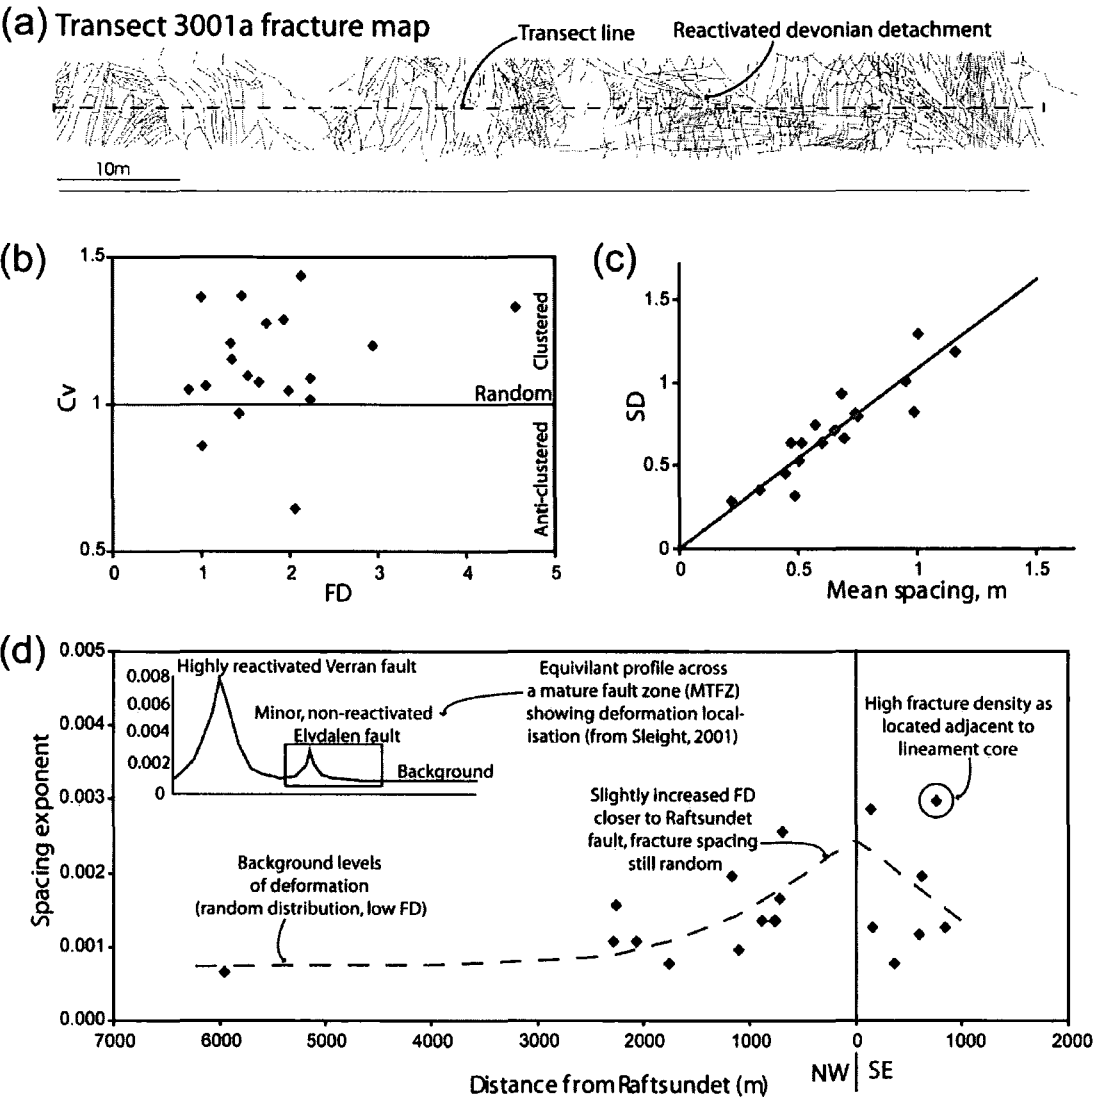 (a) Transect 3001a fracture map
Transect line
Reactivated devonian detachment
10m
(b)
1.5
1
0.5
Cv
Clustered
Random
Anti-clustered
0 1 2 3 4 5
FD
(c)
1.5
1
0.5
0
SD
0 0.5 1 1.5
Mean spacing, m
(d)
0.005
0.004
0.003
0.002
0.001
0.000
Spacing exponent
Highly reactivated Verran fault
0.008
0.006
0.004
0.002
0
Minor, non-reactivated
Elvdalen fault
Background
Equivilant profile across
a mature fault zone (MTFZ)
showing deformation local-
isation (from Sleight, 2001)
High fracture density as
located adjacent to
lineament core
Slightly increased FD
closer to Raftsundet
fault, fracture spacing
still random
Background levels
of deformation
(random distribution, low FD)
7000 6000 5000 4000 3000 2000 1000 0 1000 2000
NW SE
Distance from Raftsundet (m)